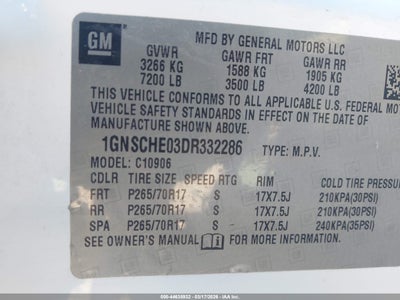 GM
MFD BY GENERAL MOTORS LLC
GVWR GAWR FRT GAWR RR
3266 KG 1588 KG 1905 KG
7200 LB 3500 LB 4200 LB
THIS VEHICLE CONFORMS TO ALL APPLICABLE U.S. FEDERAL MOTOR
VEHICLE SAFETY STANDARDS IN EFFECT ON THE DATE OF
MANUFACTURE SHOWN ABOVE.
1GNSCHE03DR332286 TYPE: M.P.V.
MODEL: C10906
CDLR TIRE SIZE SPEED RTG RIM COLD TIRE PRESSU
FRT P265/70R17 S 17X7.5J 210KPA(30PSI)
RR P265/70R17 S 17X7.5J 210KPA(30PSI)
SPA P265/70R17 S 17X7.5J 240KPA(35PSI)
SEE OWNER'S MANUAL FOR MORE INFORMATION.